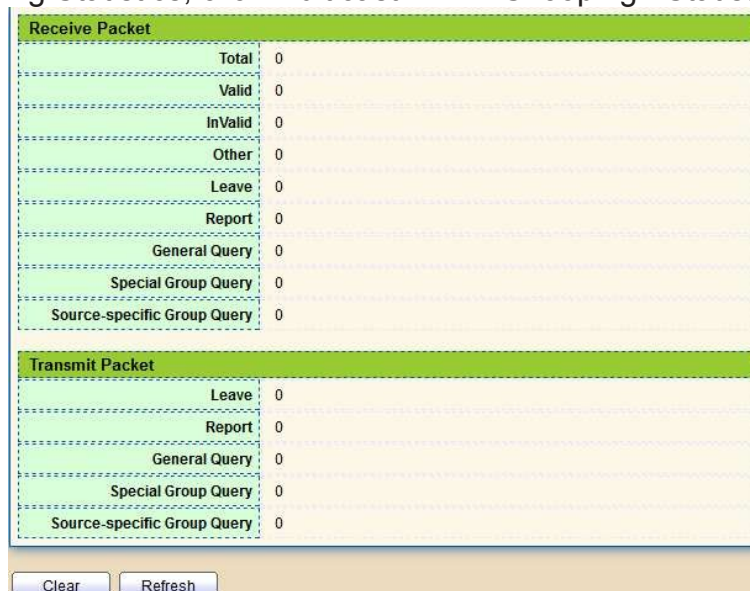 Receive Packet
Total 0
Valid 0
InValid 0
Other 0
Leave 0
Report 0
General Query 0
Special Group Query 0
Source-specific Group Query 0
Transmit Packet
Leave 0
Report 0
General Query 0
Special Group Query 0
Source-specific Group Query 0
Clear Refresh